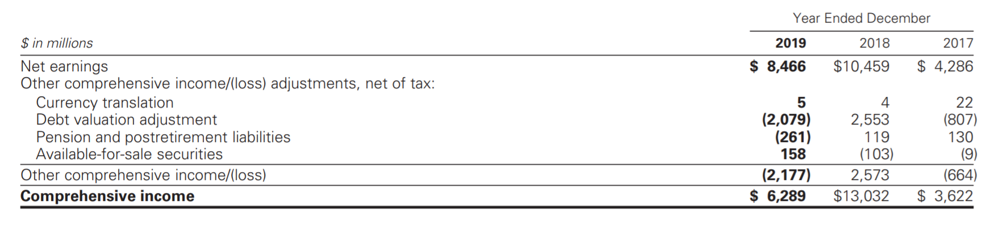 Year Ended December
$ in millions 2019 2018 2017
Net earnings $ 8,466 $10,459 $ 4,286
Other comprehensive income/(loss) adjustments, net of tax:
Currency translation 5 4 22
Debt valuation adjustment (2,079) 2,553 (807)
Pension and postretirement liabilities (261) 119 130
Available-for-sale securities 158 (103) (9)
Other comprehensive income/(loss) (2,177) 2,573 (664)
Comprehensive income $ 6,289 $13,032 $ 3,622